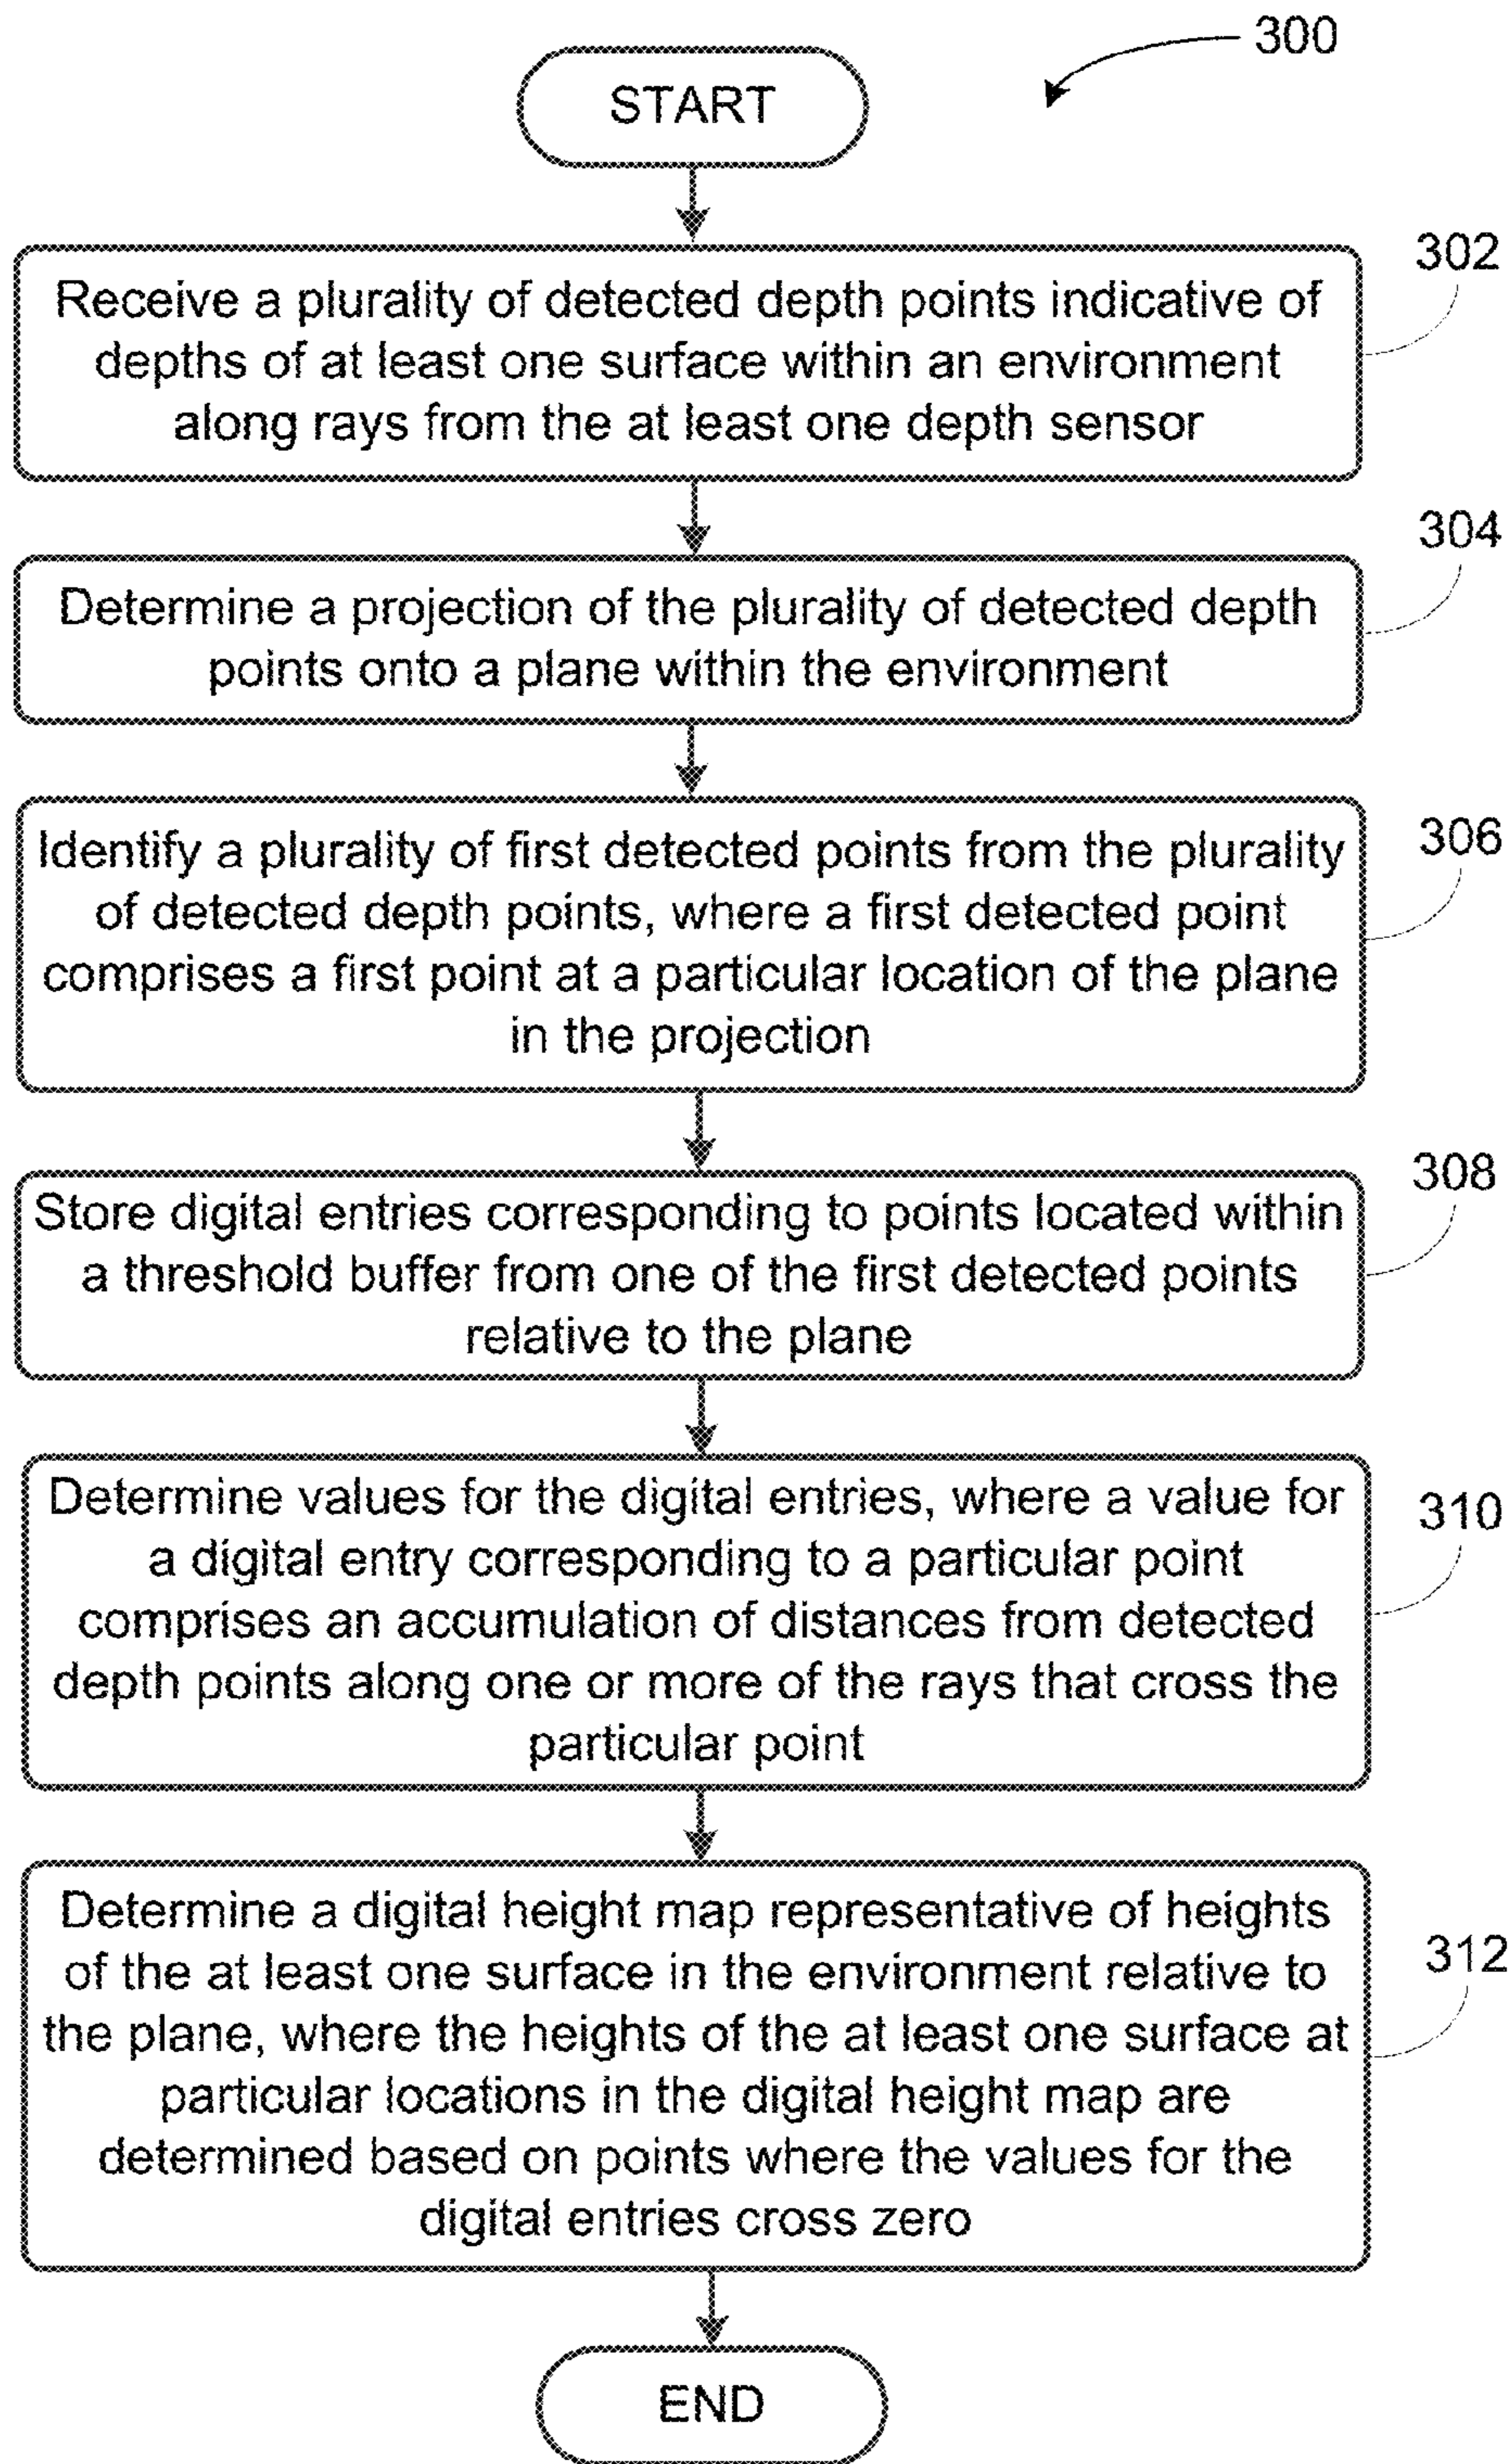 300
START
302
Receive a plurality of detected depth points indicative of
depths of at least one surface within an environment
along rays from the at least one depth sensor
304
Determine a projection of the plurality of detected depth
points onto a plane within the environment
306
Identify a plurality of first detected points from the plurality
of detected depth points, where a first detected point
comprises a first point at a particular location of the plane
in the projection
308
Store digital entries corresponding to points located within
a threshold buffer from one of the first detected points
relative to the plane
310
Determine values for the digital entries, where a value for
a digital entry corresponding to a particular point
comprises an accumulation of distances from detected
depth points along one or more of the rays that cross the
particular point
312
Determine a digital height map representative of heights
of the at least one surface in the environment relative to
the plane, where the heights of the at least one surface at
particular locations in the digital height map are
determined based on points where the values for the
digital entries cross zero
END